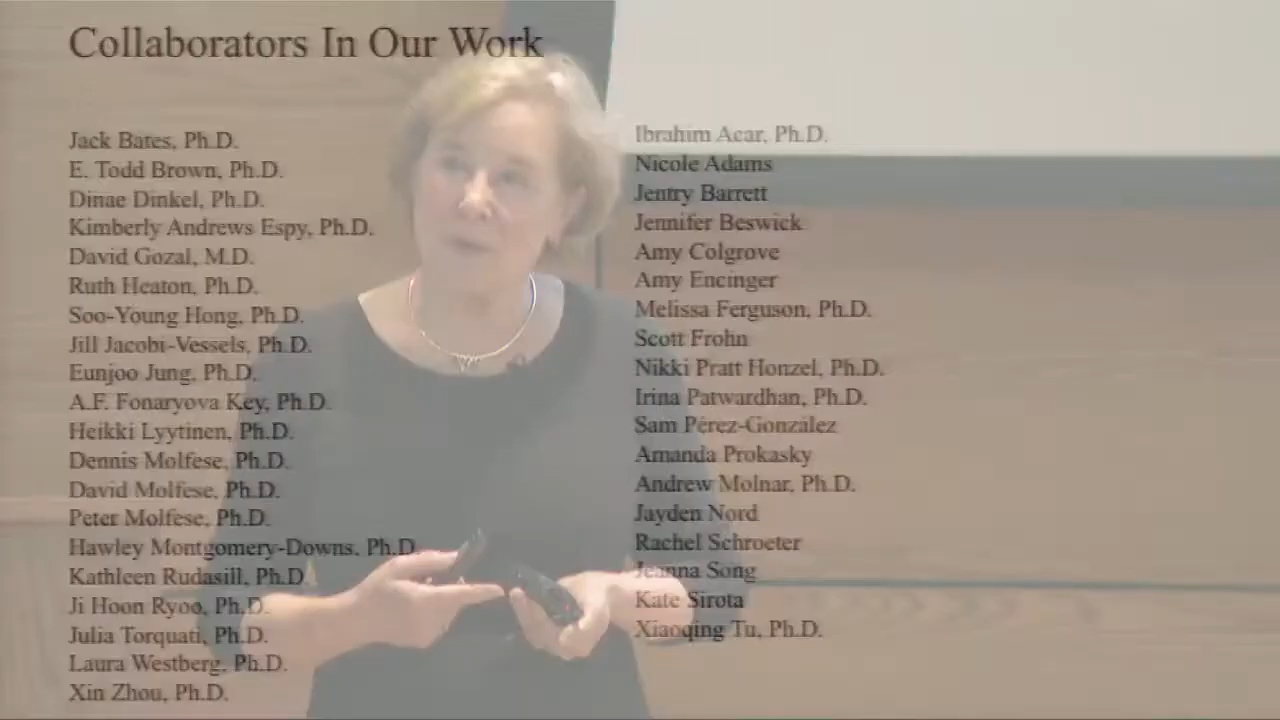 Collaborators In Our Work
Jack Bates, Ph.D.
E. Todd Brown, Ph.D.
Dinae Dinkel, Ph.D.
Kimberly Andrews Espy, Ph.D.
David Gozal, M.D.
Ruth Heaton, Ph.D.
Soo-Young Hong, Ph.D.
Jill Jacobi-Vessels, Ph.D.
Eunjoo Jung, Ph.D.
A.F. Fonaryova Key, Ph.D.
Heikki Lyytinen, Ph.D.
Dennis Molfese, Ph.D.
David Molfese, Ph.D.
Peter Molfese, Ph.D.
Hawley Montgomery-Downs, Ph.D.
Kathleen Rudasill, Ph.D
Ji Hoon Ryoo, Ph.D.
Julia Torquati, Ph.D.
Laura Westberg, Ph.D.
Xin Zhou, Ph.D.
Ibrahim Acar, Ph.D.
Nicole Adams
Jentry Barrett
Jennifer Beswick
Amy Colgrove
Amy Encinger
Melissa Ferguson, Ph.D.
Scott Frohn
Nikki Pratt Honzel, Ph.D.
Irina Patwardhan, Ph.D.
Sam Pérez-González
Amanda Prokasky
Andrew Molnar, Ph.D.
Jayden Nord
Rachel Schroeter
Jeanna Song
Kate Sirota
Xiaoqing Tu, Ph.D.